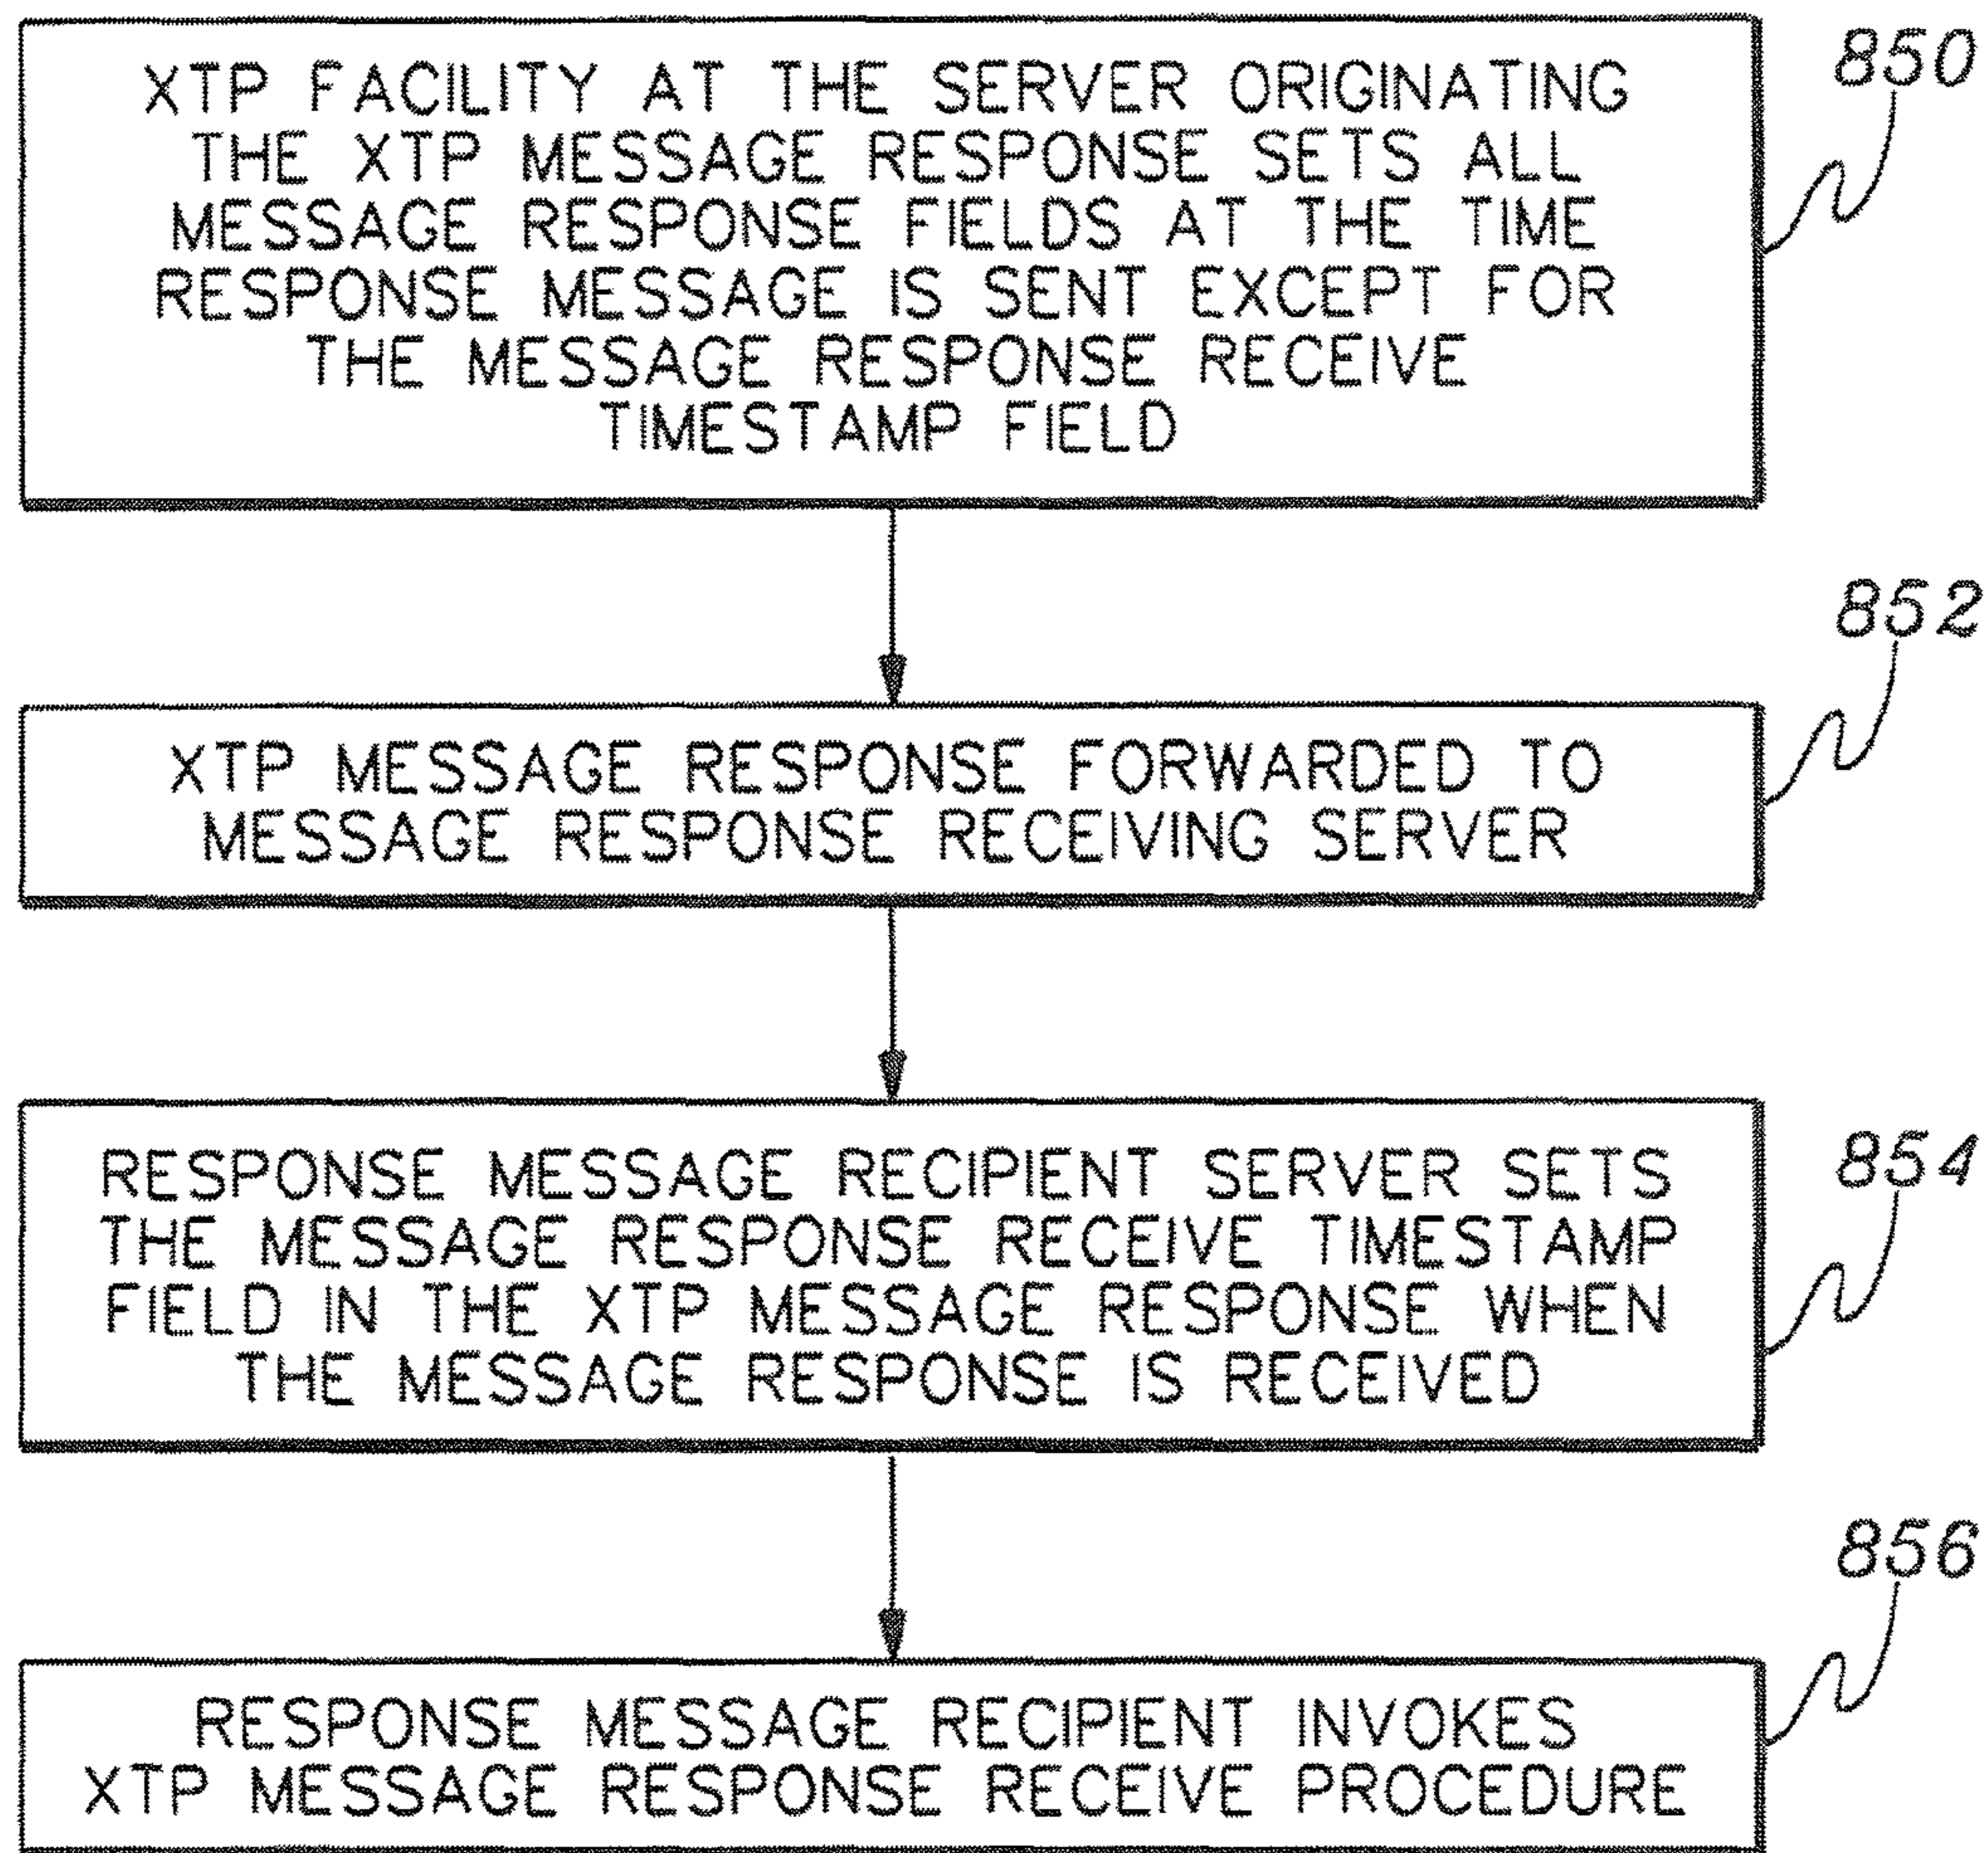 XTP FACILITY AT THE SERVER ORIGINATING
THE XTP MESSAGE RESPONSE SETS ALL
MESSAGE RESPONSE FIELDS AT THE TIME
RESPONSE MESSAGE IS SENT EXCEPT FOR
THE MESSAGE RESPONSE RECEIVE
TIMESTAMP FIELD
850
XTP MESSAGE RESPONSE FORWARDED TO
MESSAGE RESPONSE RECEIVING SERVER
852
RESPONSE MESSAGE RECIPIENT SERVER SETS
THE MESSAGE RESPONSE RECEIVE TIMESTAMP
FIELD IN THE XTP MESSAGE RESPONSE WHEN
THE MESSAGE RESPONSE IS RECEIVED
854
RESPONSE MESSAGE RECIPIENT INVOKES
XTP MESSAGE RESPONSE RECEIVE PROCEDURE
856